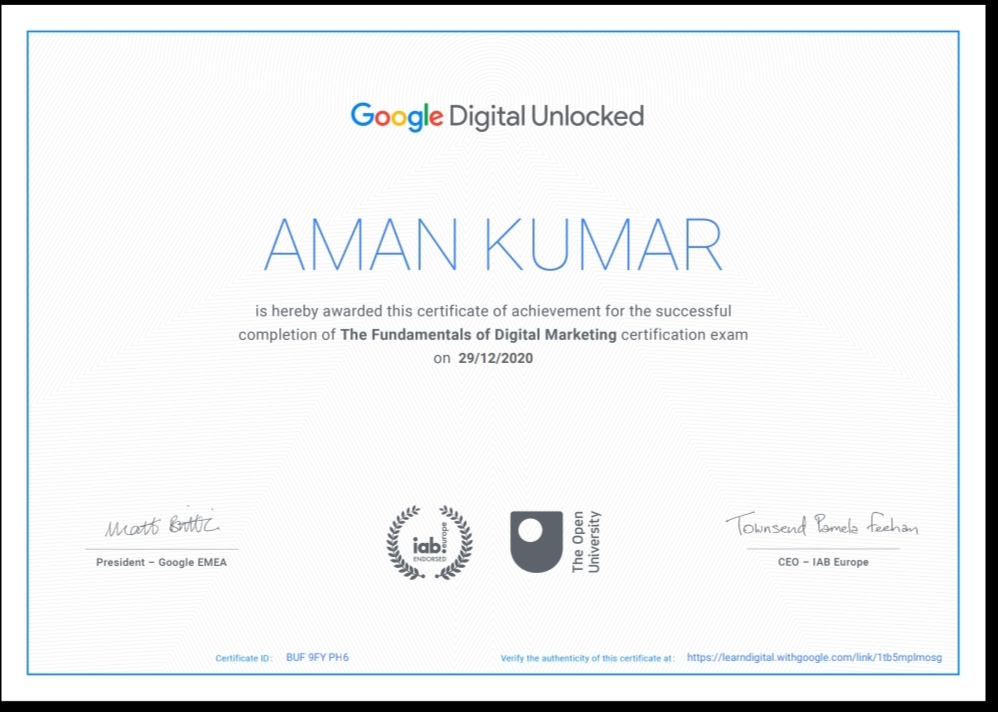 Google Digital Unlocked
AMAN KUMAR
is hereby awarded this certificate of achievement for the successful
completion of The Fundamentals of Digital Marketing certification exam
on 29/12/2020
Matt Brittin
President – Google EMEA
iab.europe
ENDORSED
The Open
University
Townsend Pamela Feehan
CEO – IAB Europe
Certificate ID: BUF 9FY PH6
Verify the authenticity of this certificate at: https://learndigital.withgoogle.com/link/1tb5mplmosg